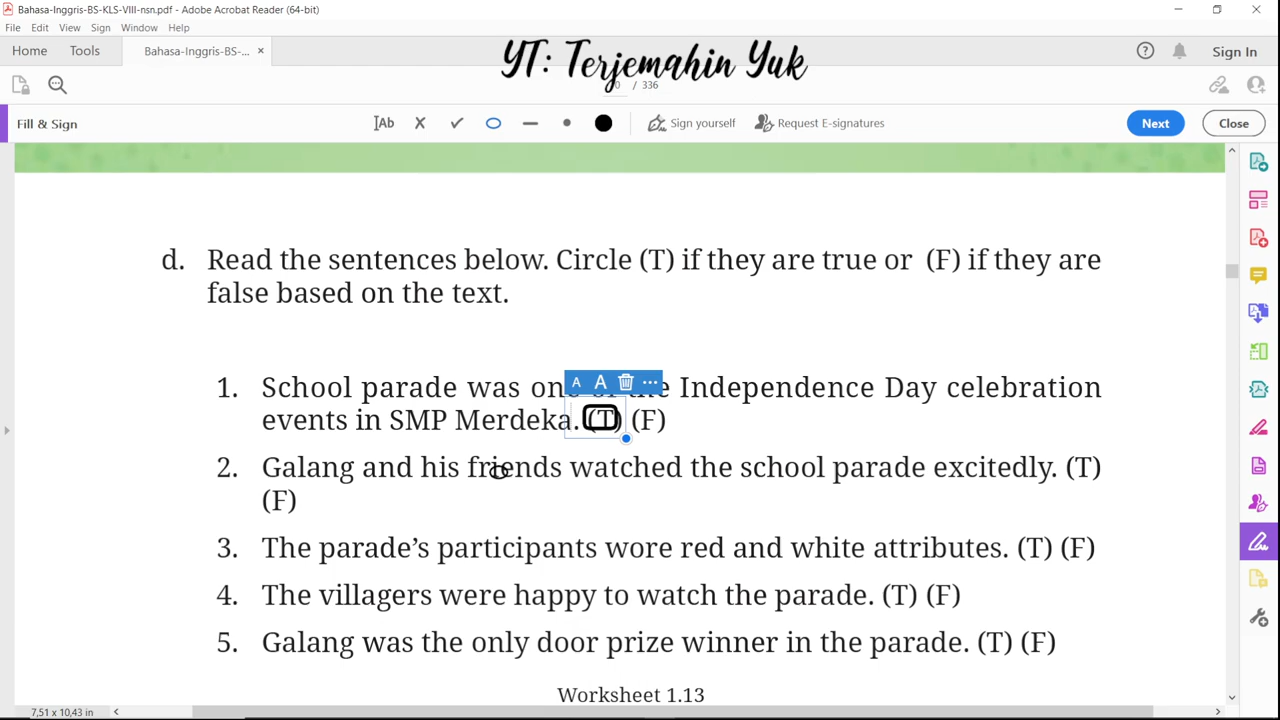 Bahasa-Inggris-BS-KLS-VIII-nsn.pdf - Adobe Acrobat Reader (64-bit)
File Edit View Sign Window Help
Home Tools Bahasa-Inggris-BS-... × Sign In
YT: Terjemahin Yuk
/ 336
Fill & Sign Sign yourself Request E-signatures Next Close
d. Read the sentences below. Circle (T) if they are true or (F) if they are
false based on the text.
1. School parade was one of the Independence Day celebration
events in SMP Merdeka. (T) (F)
2. Galang and his friends watched the school parade excitedly. (T)
(F)
3. The parade's participants wore red and white attributes. (T) (F)
4. The villagers were happy to watch the parade. (T) (F)
5. Galang was the only door prize winner in the parade. (T) (F)
Worksheet 1.13
7,51 x 10,43 in